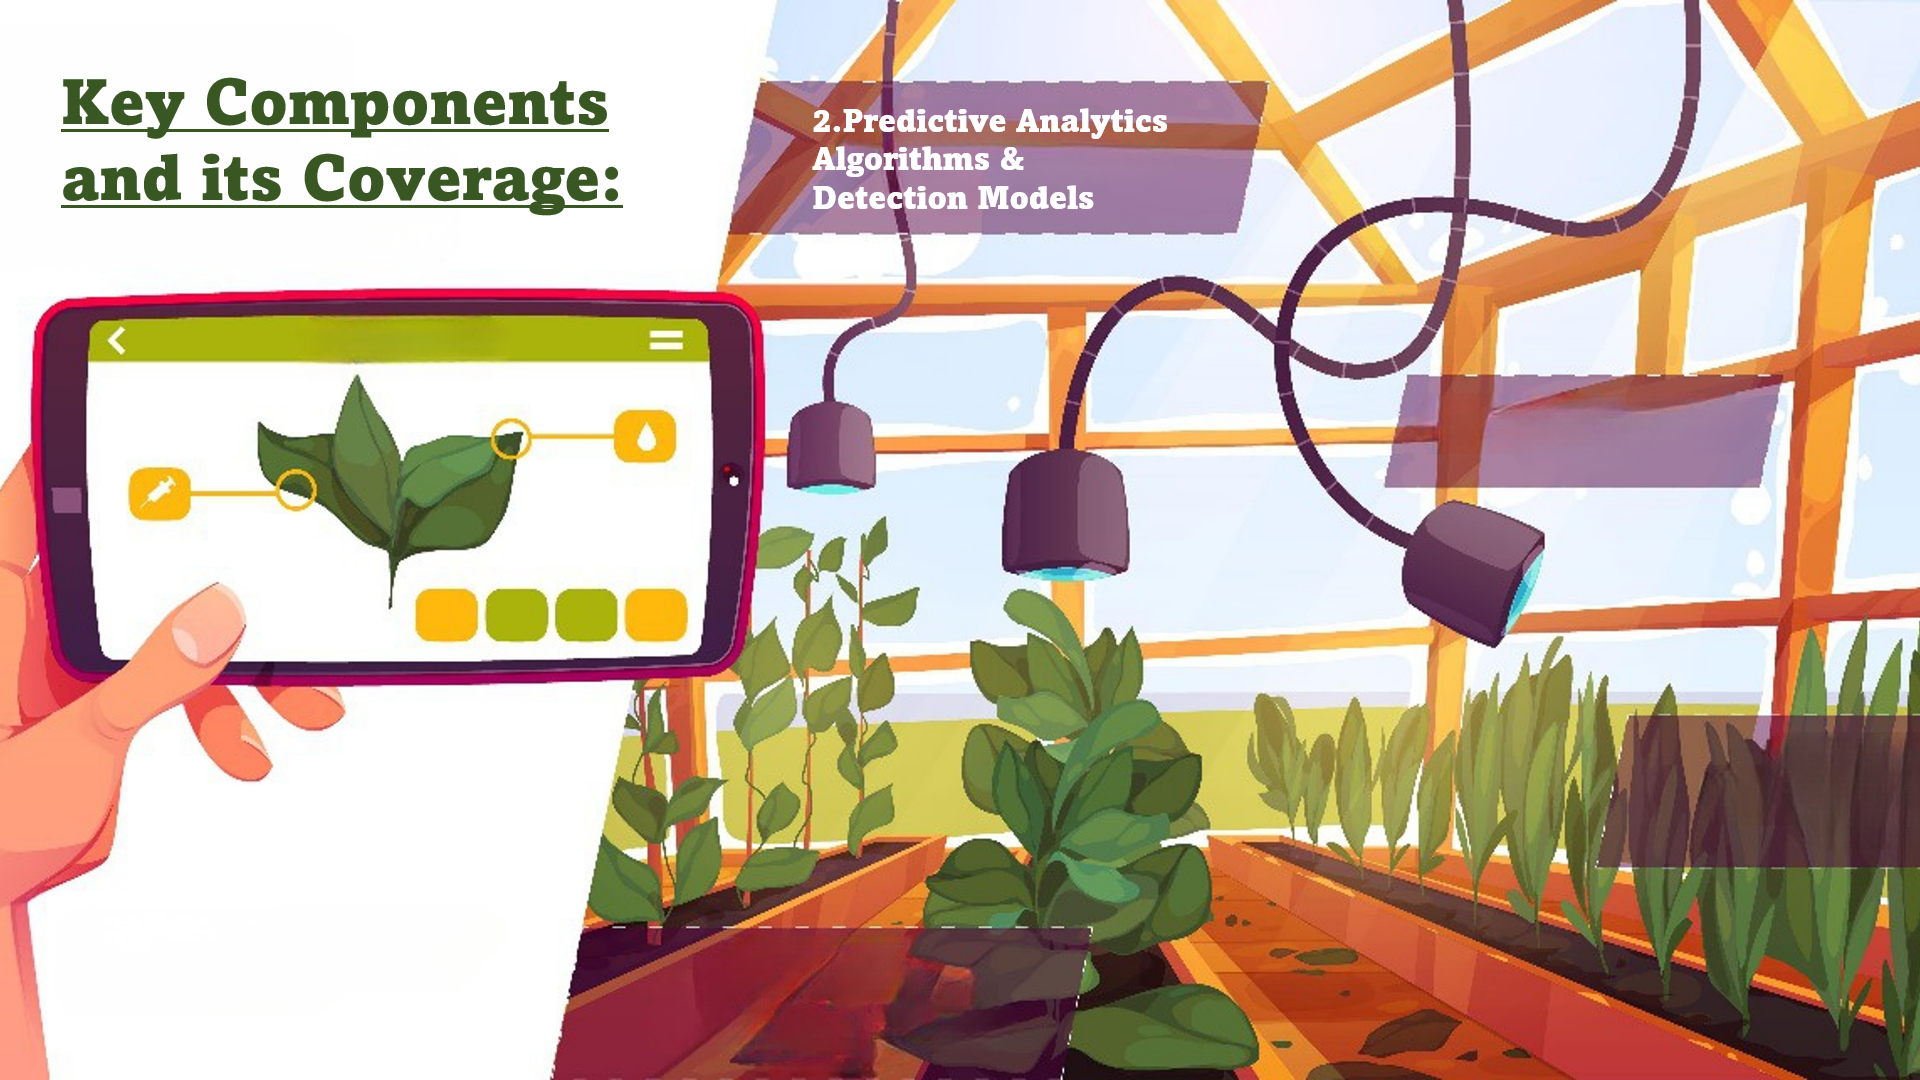 Key Components
and its Coverage:
2.Predictive Analytics
Algorithms &
Detection Models